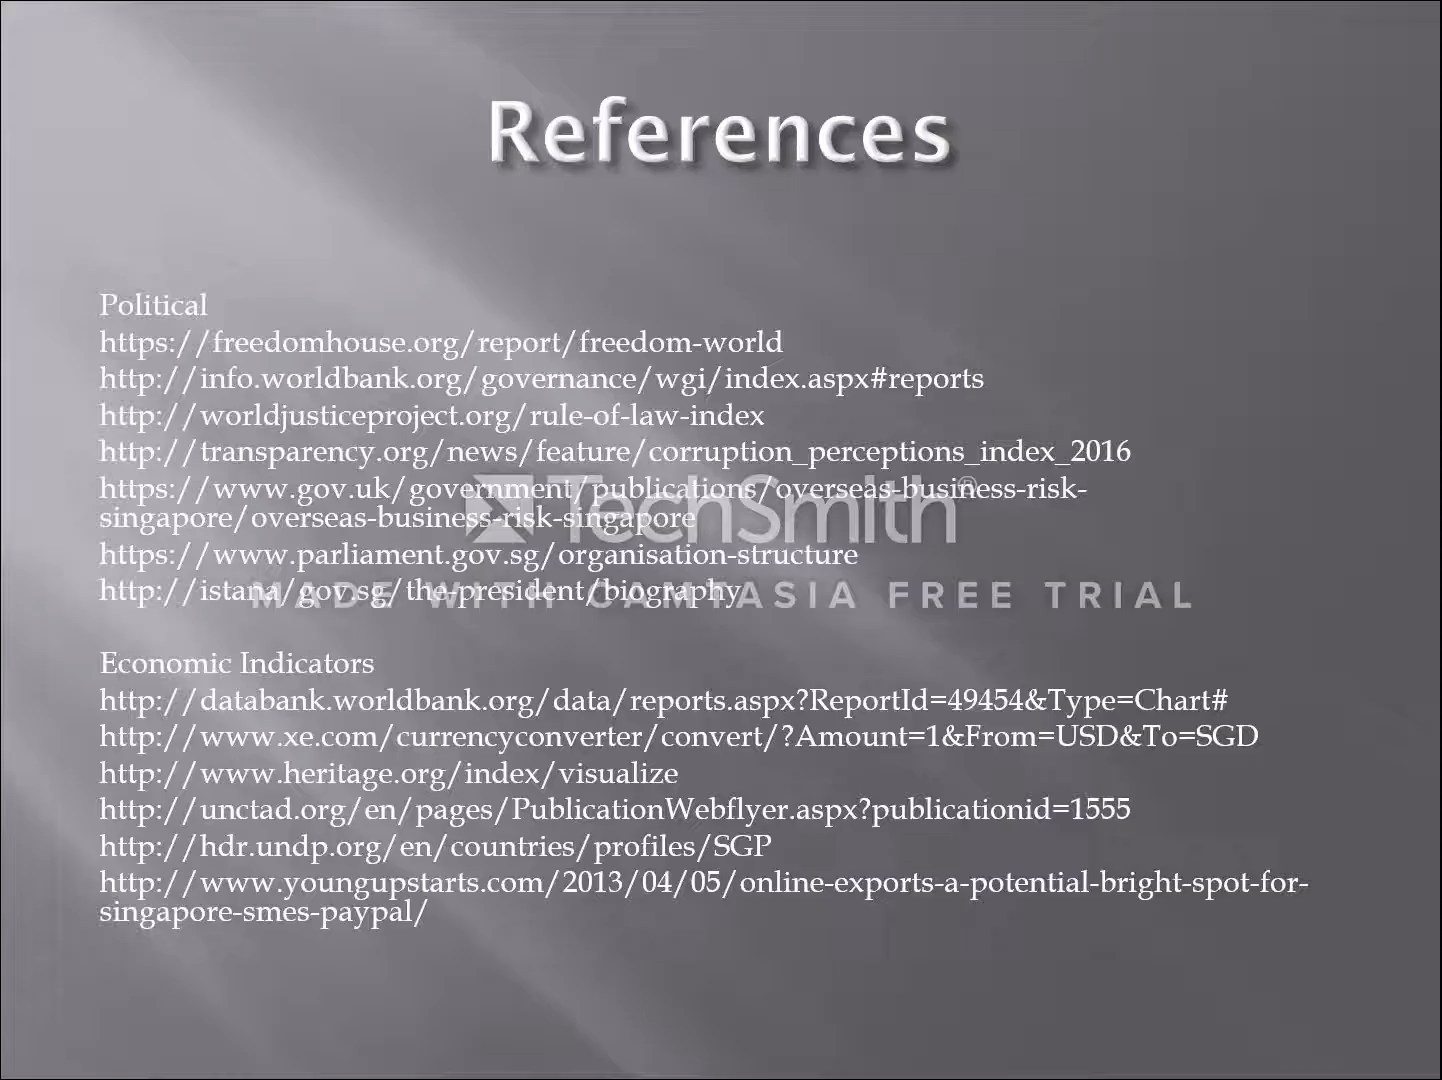 References
Political
https://freedomhouse.org/report/freedom-world
http://info.worldbank.org/governance/wgi/index.aspx#reports
http://worldjusticeproject.org/rule-of-law-index
http://transparency.org/news/feature/corruption_perceptions_index_2016
https://www.gov.uk/government/publications/overseas-business-risk-
singapore/overseas-business-risk-singapore
TechSmith®
https://www.parliament.gov.sg/organisation-structure
http://istana/gov.sg/the-president/biography
MADE WITH CAMTASIA FREE TRIAL
Economic Indicators
http://databank.worldbank.org/data/reports.aspx?ReportId=49454&Type=Chart#
http://www.xe.com/currencyconverter/convert/?Amount=1&From=USD&To=SGD
http://www.heritage.org/index/visualize
http://unctad.org/en/pages/PublicationWebflyer.aspx?publicationid=1555
http://hdr.undp.org/en/countries/profiles/SGP
http://www.youngupstarts.com/2013/04/05/online-exports-a-potential-bright-spot-for-
singapore-smes-paypal/